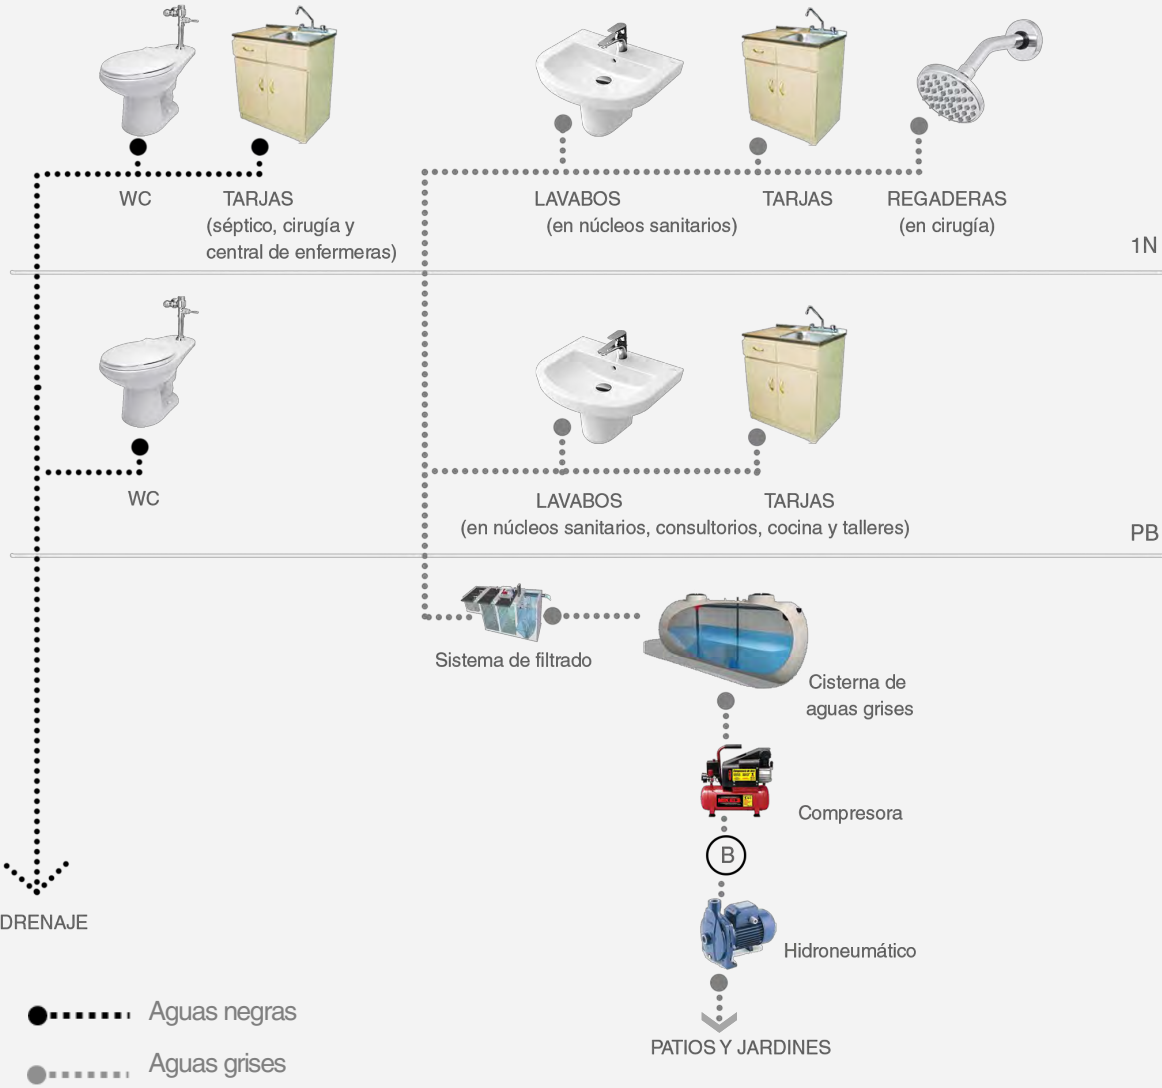 WC
TARJAS
(séptico, cirugía y
central de enfermeras)
LAVABOS
(en núcleos sanitarios)
TARJAS
REGADERAS
(en cirugía)
1N
WC
LAVABOS
TARJAS
(en núcleos sanitarios, consultorios, cocina y talleres)
PB
Sistema de filtrado
Cisterna de
aguas grises
Compresora
B
Hidroneumático
DRENAJE
Aguas negras
PATIOS Y JARDINES
Aguas grises